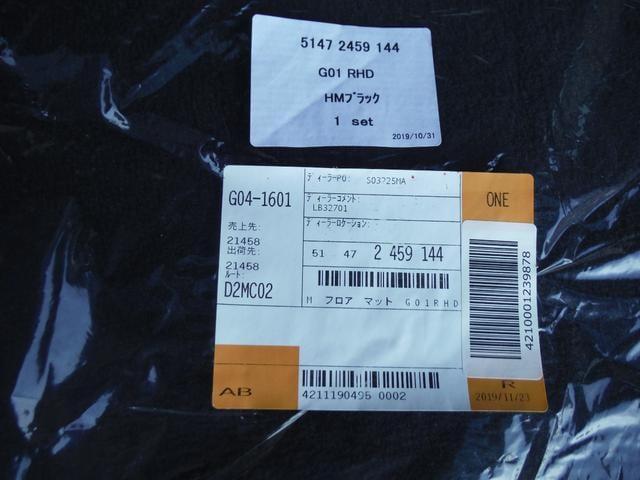 5147 2459 144
G01 RHD
HMﾌﾞﾗｯｸ
1 set
2019/10/31
G04-1601
売上先:
21458
出荷先:
21458
ﾙｰﾄ:
D2MC02
ﾃﾞｨｰﾗｰPO: S03225MA
ﾃﾞｨｰﾗｰｺﾒﾝﾄ:
LB32701
ﾃﾞｨｰﾗｰﾛｹｰｼｮﾝ:
51 47 2 459 144
M フロア マット G01RHD
ONE
4210001239878
AB
4211190495 0002
R
2019/11/23